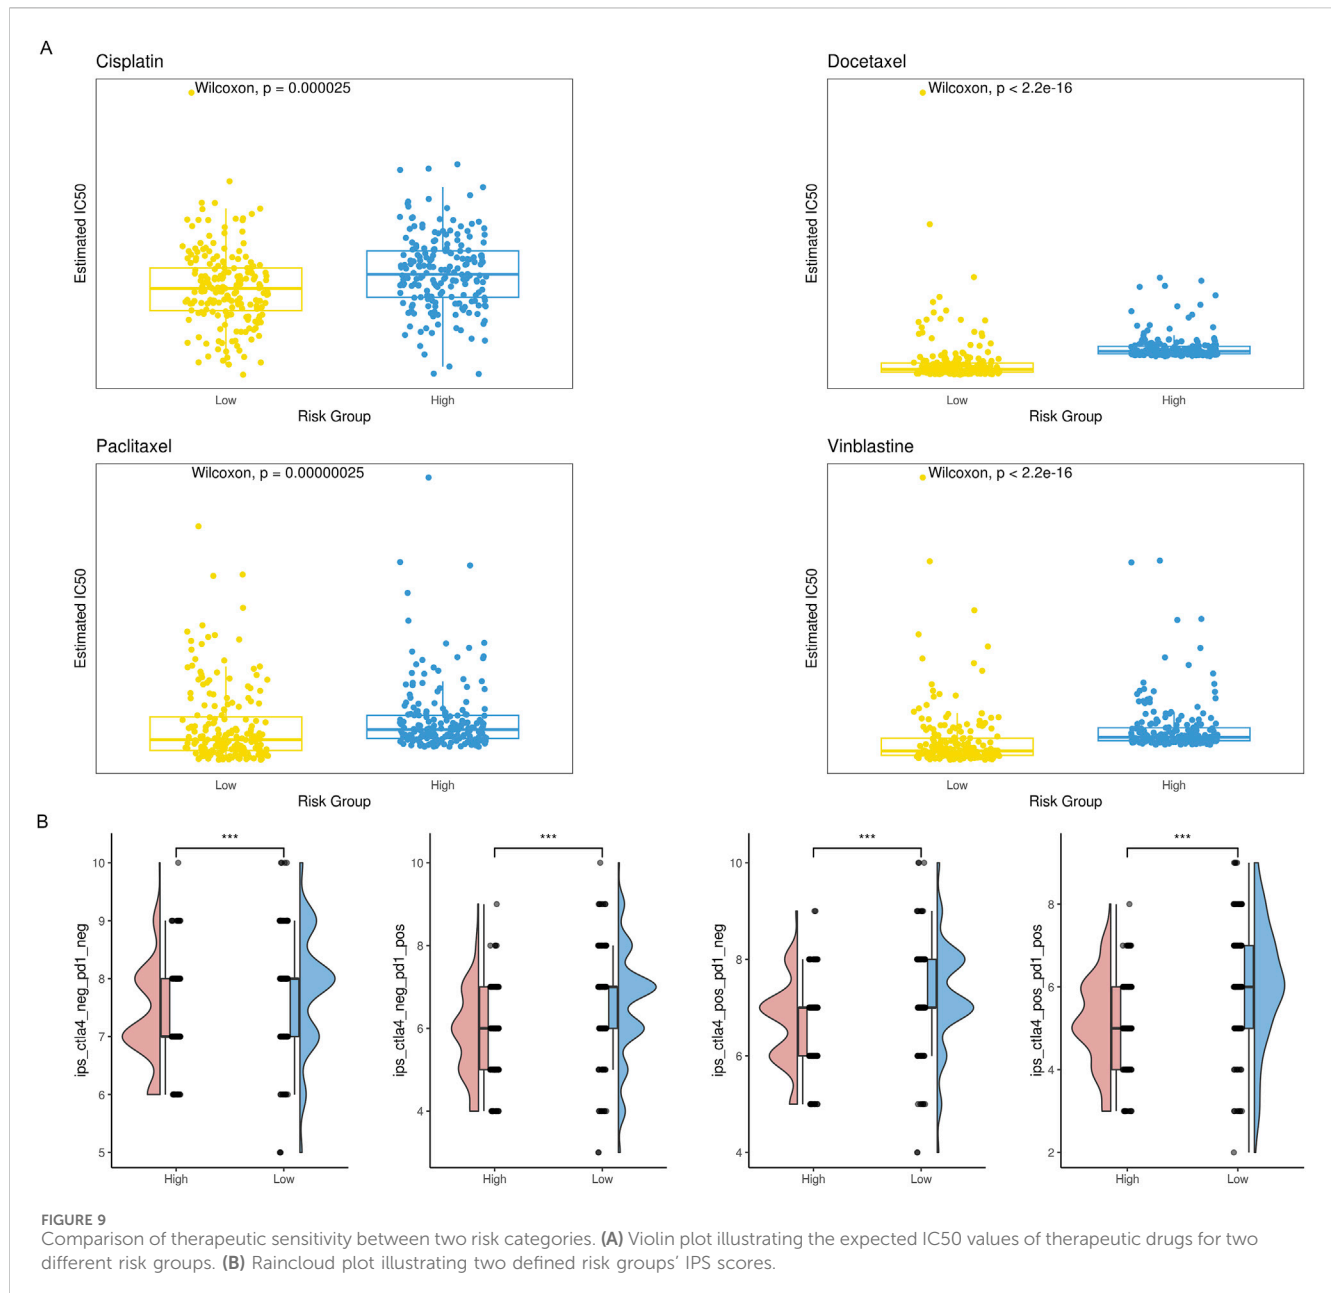 A
Cisplatin
Wilcoxon, p = 0.000025
Estimated IC50
Low
High
Risk Group
Docetaxel
Wilcoxon, p < 2.2e-16
Estimated IC50
Low
High
Risk Group
Paclitaxel
Wilcoxon, p = 0.00000025
Estimated IC50
Low
High
Risk Group
Vinblastine
Wilcoxon, p < 2.2e-16
Estimated IC50
Low
High
Risk Group
B
ips_ctla4_neg_pd1_neg
10
9
8
7
6
5
***
High
Low
ips_ctla4_neg_pd1_pos
10
8
6
4
***
High
Low
ips_ctla4_pos_pd1_neg
10
8
6
4
***
High
Low
ips_ctla4_pos_pd1_pos
8
6
4
2
***
High
Low
FIGURE 9
Comparison of therapeutic sensitivity between two risk categories. (A) Violin plot illustrating the expected IC50 values of therapeutic drugs for two
different risk groups. (B) Raincloud plot illustrating two defined risk groups’ IPS scores.